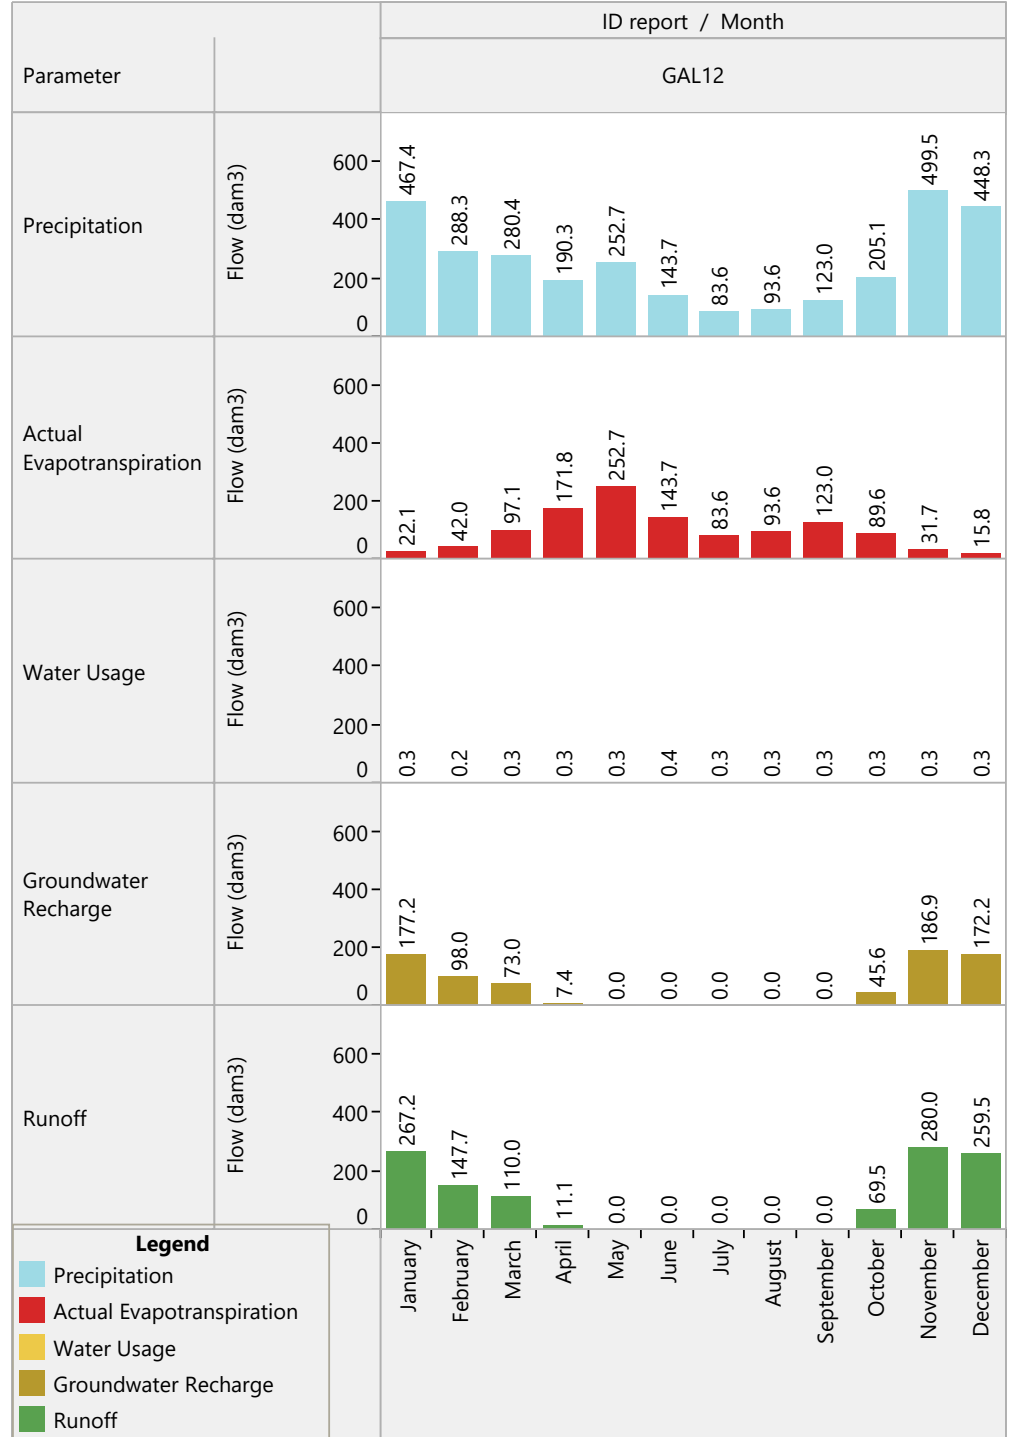 ID report / Month
Parameter
GAL12
Precipitation
Flow (dam3)
600
400
200
0
467.4
288.3
280.4
190.3
252.7
143.7
83.6
93.6
123.0
205.1
499.5
448.3
Actual
Evapotranspiration
Flow (dam3)
600
400
200
0
22.1
42.0
97.1
171.8
252.7
143.7
83.6
93.6
123.0
89.6
31.7
15.8
Water Usage
Flow (dam3)
600
400
200
0
0.3
0.2
0.3
0.3
0.3
0.4
0.3
0.3
0.3
0.3
0.3
0.3
Groundwater
Recharge
Flow (dam3)
600
400
200
0
177.2
98.0
73.0
7.4
0.0
0.0
0.0
0.0
0.0
45.6
186.9
172.2
Runoff
Flow (dam3)
600
400
200
0
267.2
147.7
110.0
11.1
0.0
0.0
0.0
0.0
0.0
69.5
280.0
259.5
January
February
March
April
May
June
July
August
September
October
November
December
Legend
Precipitation
Actual Evapotranspiration
Water Usage
Groundwater Recharge
Runoff